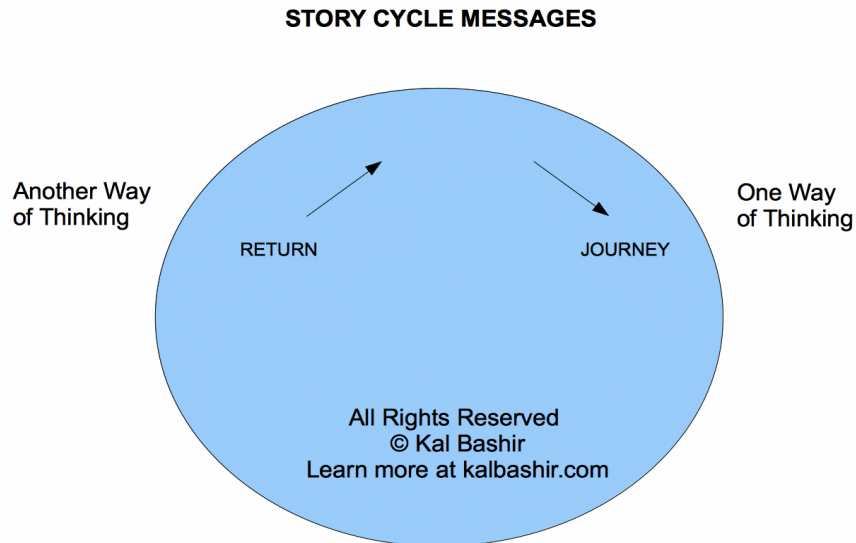 STORY CYCLE MESSAGES
Another Way
of Thinking
One Way
of Thinking
RETURN
JOURNEY
All Rights Reserved
© Kal Bashir
Learn more at kalbashir.com